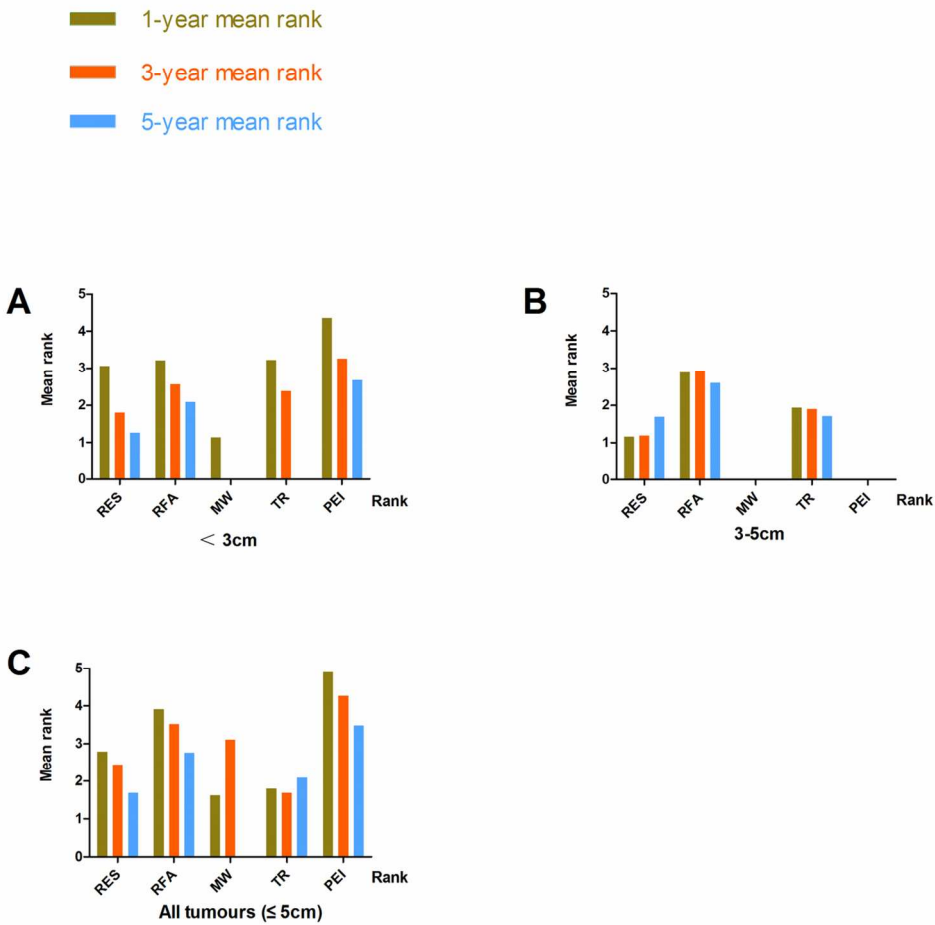 1-year mean rank
3-year mean rank
5-year mean rank
A
Mean rank
5
4
3
2
1
0
RES
RFA
MW
TR
PEI
Rank
< 3cm
B
Mean rank
5
4
3
2
1
0
RES
RFA
MW
TR
PEI
Rank
3-5cm
C
Mean rank
5
4
3
2
1
0
RES
RFA
MW
TR
PEI
Rank
All tumours (≤ 5cm)